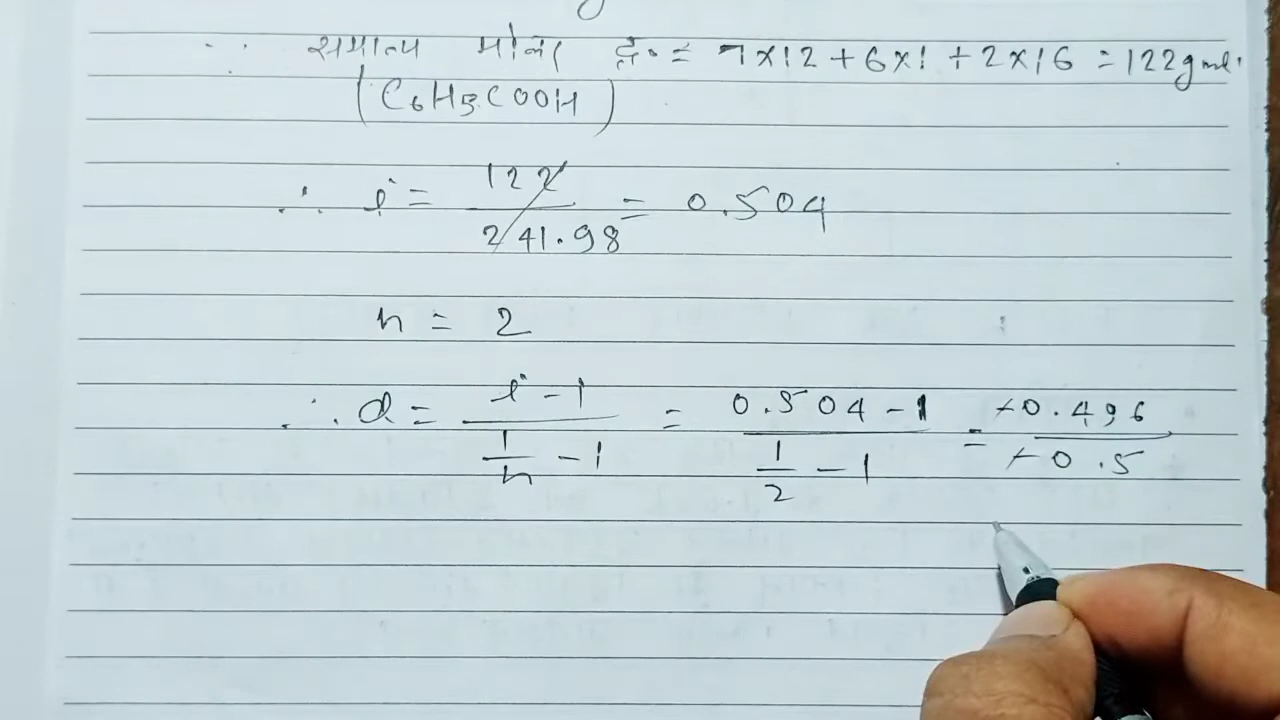 ∵ सामान्य मोलर द्र० = 7×12 + 6×1 + 2×16 = 122 g mol⁻¹
(C6H5COOH)
∴ i = 122/241.98 = 0.504
n = 2
∴ α = (i - 1)/(1/n - 1) = (0.504 - 1)/(1/2 - 1) = -0.496/-0.5